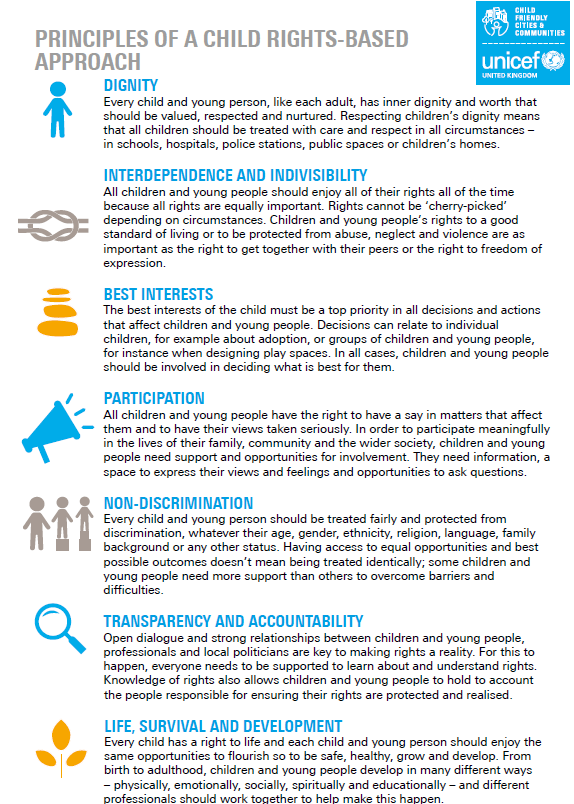 CHILD
FRIENDLY
CITIES &
COMMUNITIES
unicef
UNITED KINGDOM
PRINCIPLES OF A CHILD RIGHTS-BASED
APPROACH
DIGNITY
Every child and young person, like each adult, has inner dignity and worth that
should be valued, respected and nurtured. Respecting children’s dignity means
that all children should be treated with care and respect in all circumstances –
in schools, hospitals, police stations, public spaces or children’s homes.
INTERDEPENDENCE AND INDIVISIBILITY
All children and young people should enjoy all of their rights all of the time
because all rights are equally important. Rights cannot be ‘cherry-picked’
depending on circumstances. Children and young people’s rights to a good
standard of living or to be protected from abuse, neglect and violence are as
important as the right to get together with their peers or the right to freedom of
expression.
BEST INTERESTS
The best interests of the child must be a top priority in all decisions and actions
that affect children and young people. Decisions can relate to individual
children, for example about adoption, or groups of children and young people,
for instance when designing play spaces. In all cases, children and young people
should be involved in deciding what is best for them.
PARTICIPATION
All children and young people have the right to have a say in matters that affect
them and to have their views taken seriously. In order to participate meaningfully
in the lives of their family, community and the wider society, children and young
people need support and opportunities for involvement. They need information, a
space to express their views and feelings and opportunities to ask questions.
NON-DISCRIMINATION
Every child and young person should be treated fairly and protected from
discrimination, whatever their age, gender, ethnicity, religion, language, family
background or any other status. Having access to equal opportunities and best
possible outcomes doesn’t mean being treated identically; some children and
young people need more support than others to overcome barriers and
difficulties.
TRANSPARENCY AND ACCOUNTABILITY
Open dialogue and strong relationships between children and young people,
professionals and local politicians are key to making rights a reality. For this to
happen, everyone needs to be supported to learn about and understand rights.
Knowledge of rights also allows children and young people to hold to account
the people responsible for ensuring their rights are protected and realised.
LIFE, SURVIVAL AND DEVELOPMENT
Every child has a right to life and each child and young person should enjoy the
same opportunities to flourish so to be safe, healthy, grow and develop. From
birth to adulthood, children and young people develop in many different ways
– physically, emotionally, socially, spiritually and educationally – and different
professionals should work together to help make this happen.